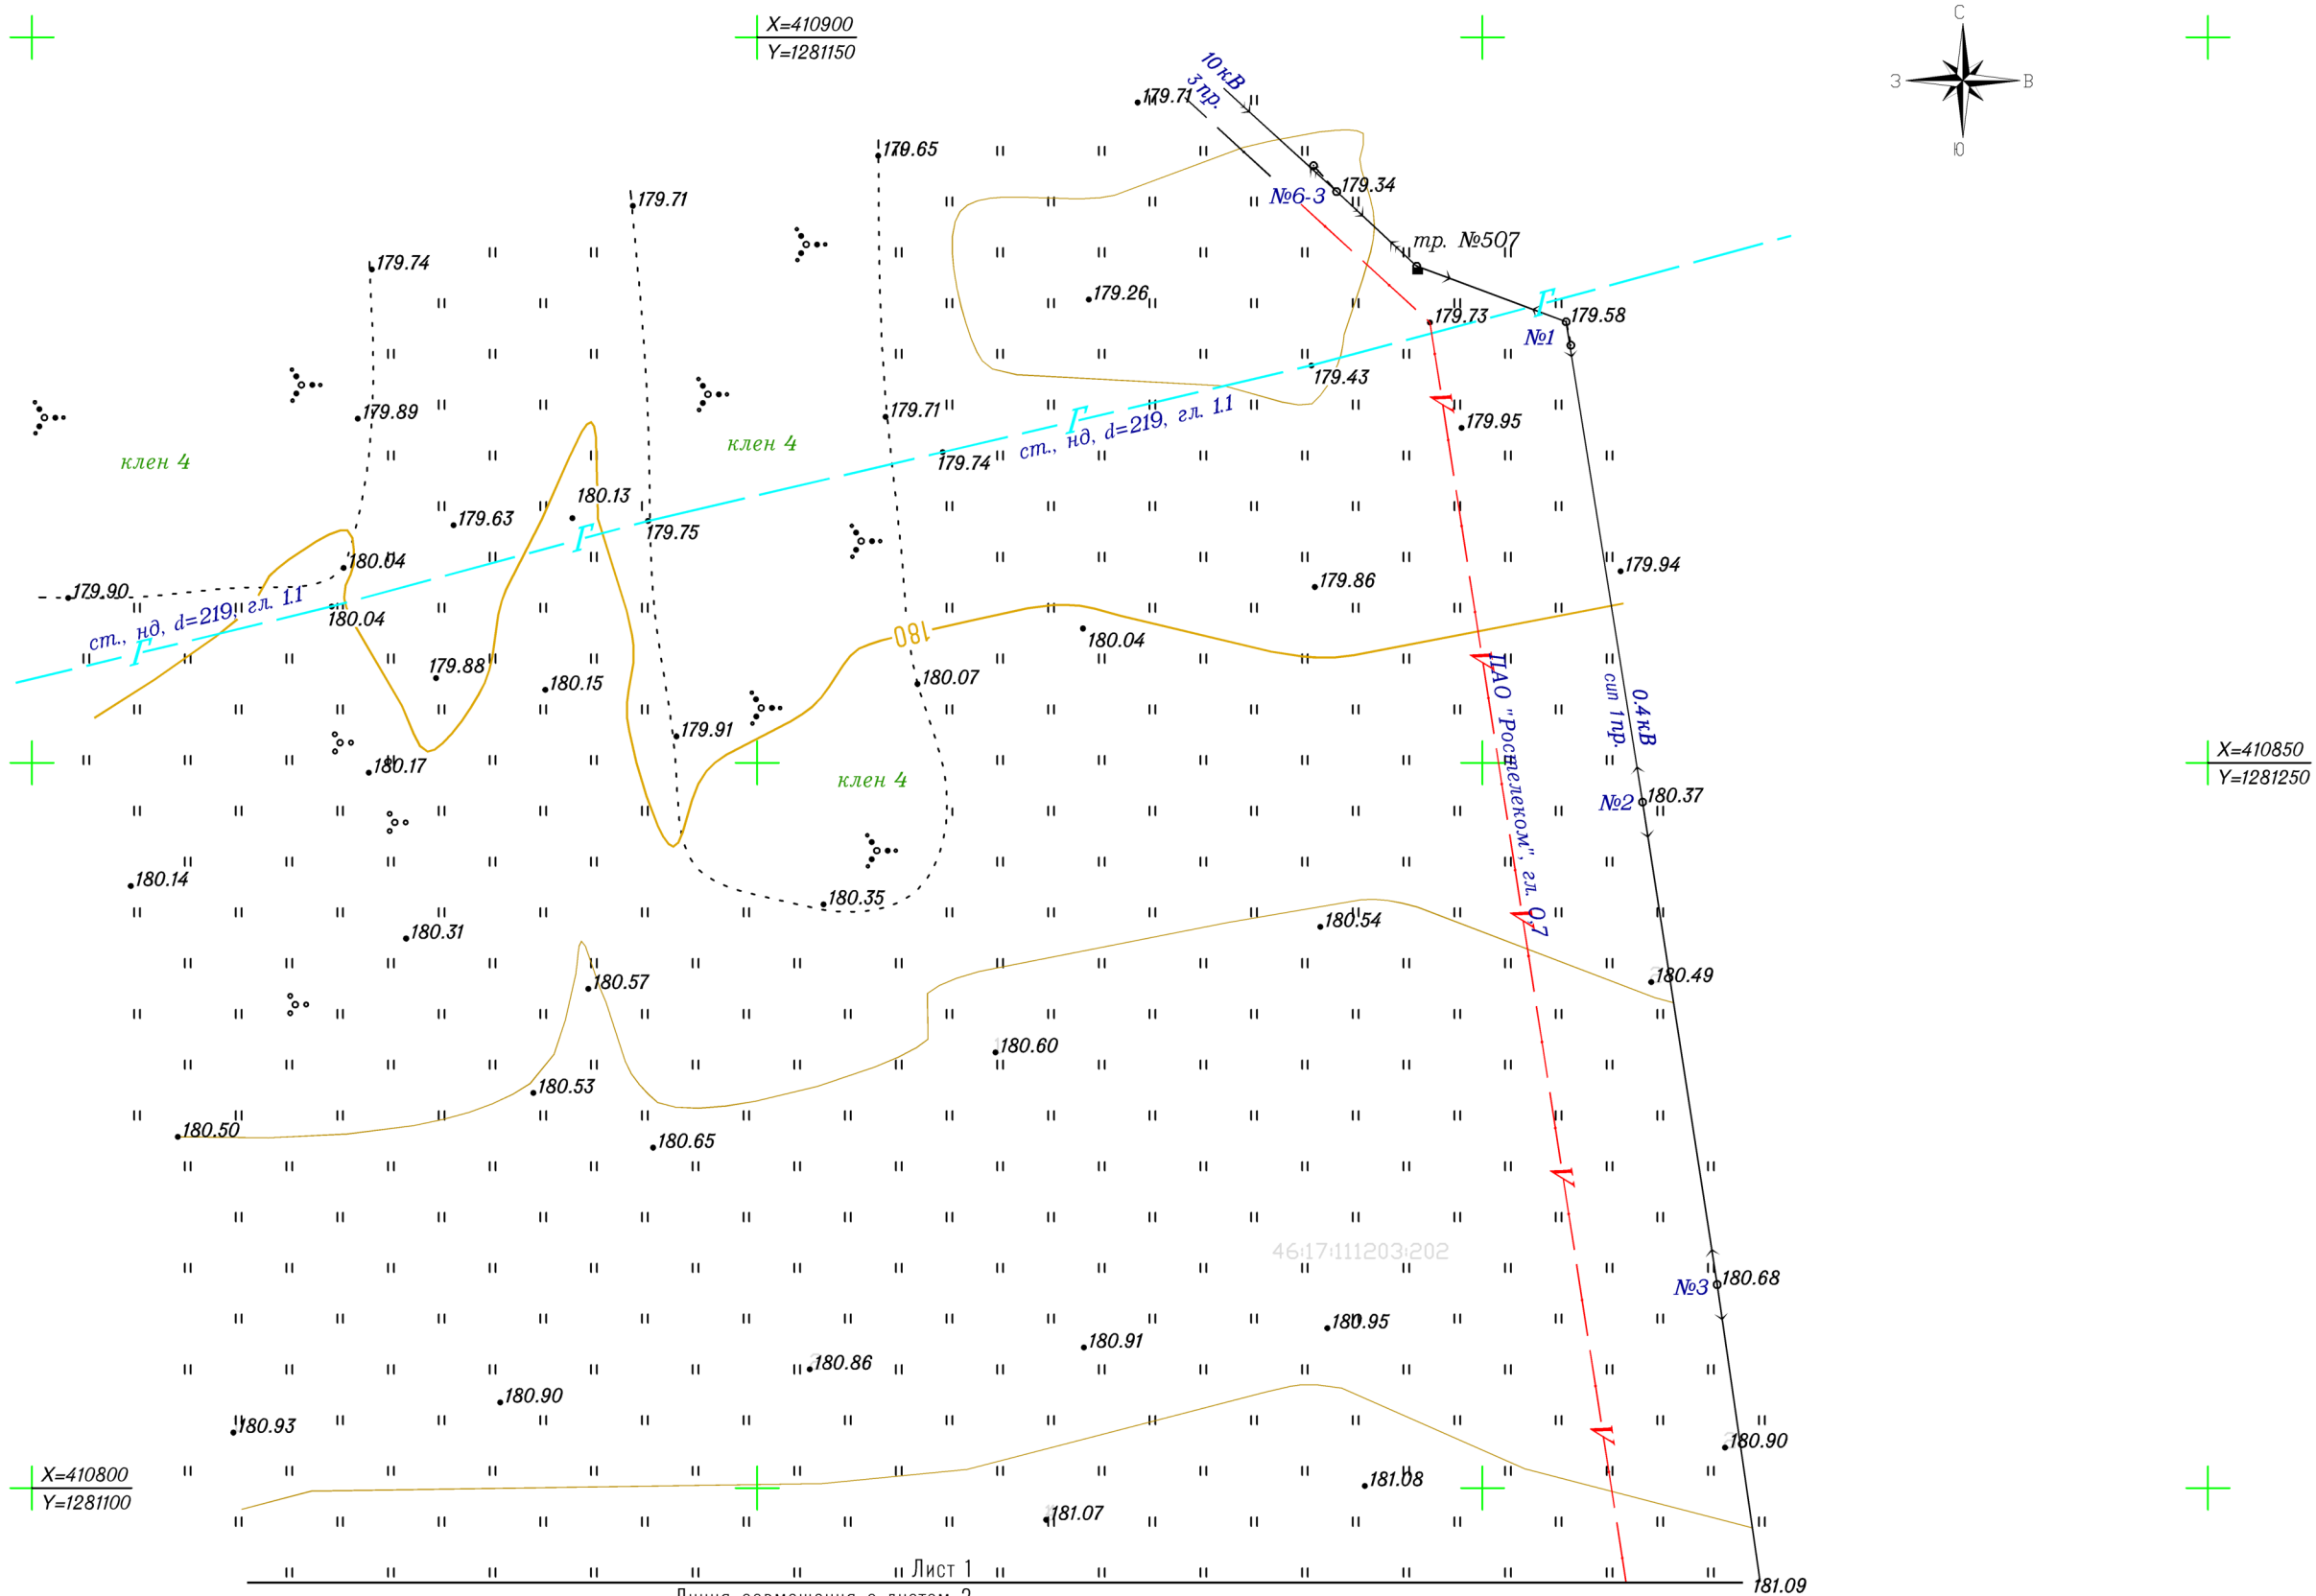 С
X=410900
Y=1281150
10кВ
3пр.
З
В
179.71
Ю
179.65
179.34
№6-3
179.71
тр. №507
179.74
179.26
Г
179.73
179.58
№1
179.43
179.89
179.71
Г
179.95
клен 4
клен 4
ст., нд, d=219, гл. 1.1
179.74
180.13
179.63
Г
179.75
180.04
179.94
179.86
179.90
ст., нд, d=219, гл. 1.1
180.04
Г
180
180.04
179.88
180.15
180.07
ПАО "Ростелеком", гл. 0,7
0.4кВ
сип 1пр.
179.91
X=410850
Y=1281250
180.17
клен 4
№2
180.37
180.14
180.35
180.54
180.31
180.57
180.49
180.60
180.53
180.50
180.65
46:17:111203:202
№3
180.68
180.95
180.91
180.86
180.90
180.93
180.90
X=410800
Y=1281100
181.08
181.07
Лист 1
Линия совмещения с листом 2
181.09